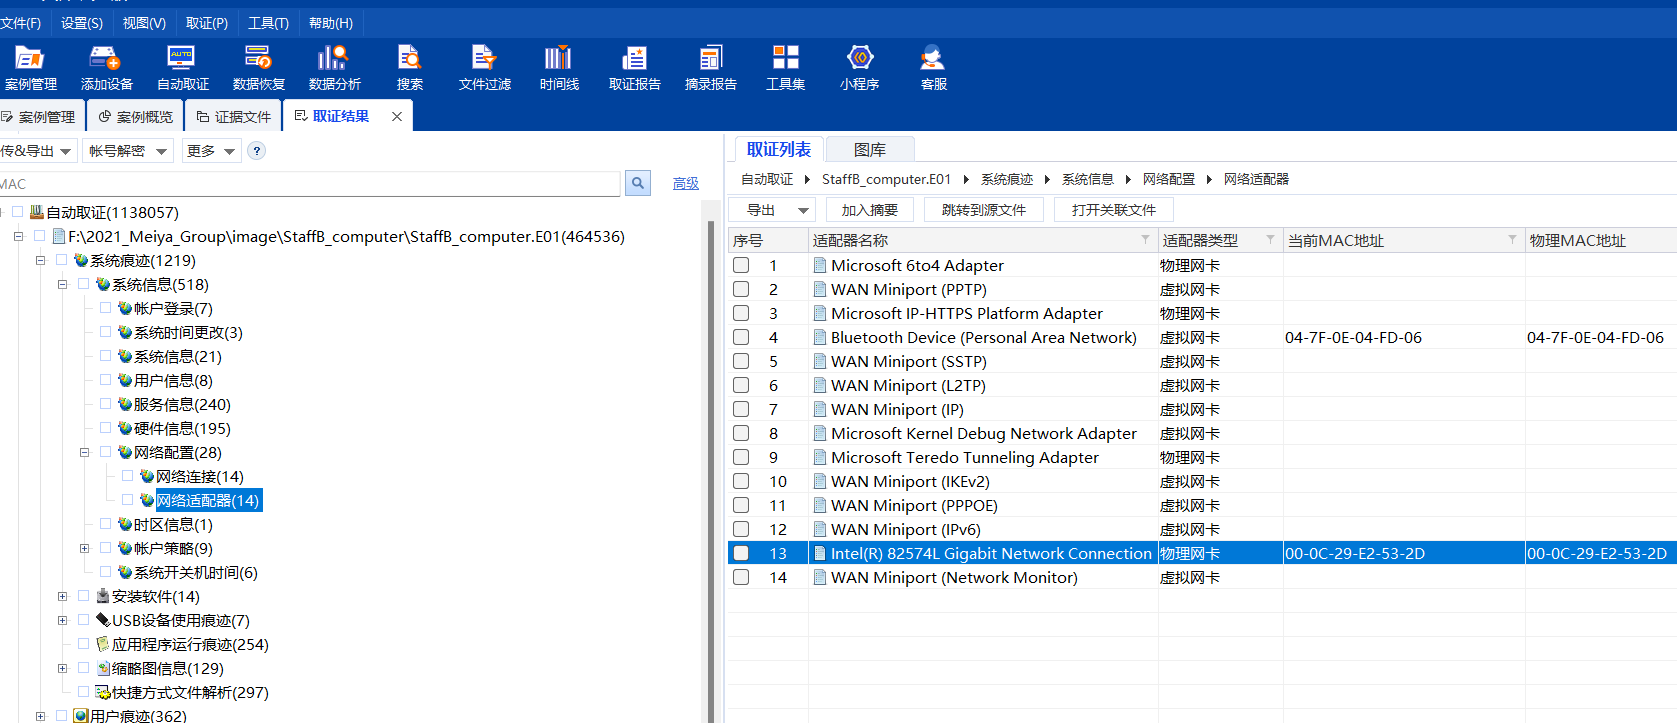 文件(F) 设置(S) 视图(V) 取证(P) 工具(T) 帮助(H)
案例管理 添加设备 自动取证 数据恢复 数据分析 搜索 文件过滤 时间线 取证报告 摘录报告 工具集 小程序 客服
AUTO
案例管理 案例概览 证据文件 取证结果
传&导出 帐号解密 更多 ?
MAC 高级
自动取证(1138057)
F:\2021_Meiya_Group\image\StaffB_computer\StaffB_computer.E01(464536)
系统痕迹(1219)
系统信息(518)
帐户登录(7)
系统时间更改(3)
系统信息(21)
用户信息(8)
服务信息(240)
硬件信息(195)
网络配置(28)
网络连接(14)
网络适配器(14)
时区信息(1)
帐户策略(9)
系统开关机时间(6)
安装软件(14)
USB设备使用痕迹(7)
应用程序运行痕迹(254)
缩略图信息(129)
快捷方式文件解析(297)
用户痕迹(362)
取证列表 图库
自动取证 StaffB_computer.E01 系统痕迹 系统信息 网络配置 网络适配器
导出 加入摘要 跳转到源文件 打开关联文件
序号 适配器名称 适配器类型 当前MAC地址 物理MAC地址
1 Microsoft 6to4 Adapter 物理网卡
2 WAN Miniport (PPTP) 虚拟网卡
3 Microsoft IP-HTTPS Platform Adapter 物理网卡
4 Bluetooth Device (Personal Area Network) 虚拟网卡 04-7F-0E-04-FD-06 04-7F-0E-04-FD-06
5 WAN Miniport (SSTP) 虚拟网卡
6 WAN Miniport (L2TP) 虚拟网卡
7 WAN Miniport (IP) 虚拟网卡
8 Microsoft Kernel Debug Network Adapter 虚拟网卡
9 Microsoft Teredo Tunneling Adapter 物理网卡
10 WAN Miniport (IKEv2) 虚拟网卡
11 WAN Miniport (PPPOE) 虚拟网卡
12 WAN Miniport (IPv6) 虚拟网卡
13 Intel(R) 82574L Gigabit Network Connection 物理网卡 00-0C-29-E2-53-2D 00-0C-29-E2-53-2D
14 WAN Miniport (Network Monitor) 虚拟网卡